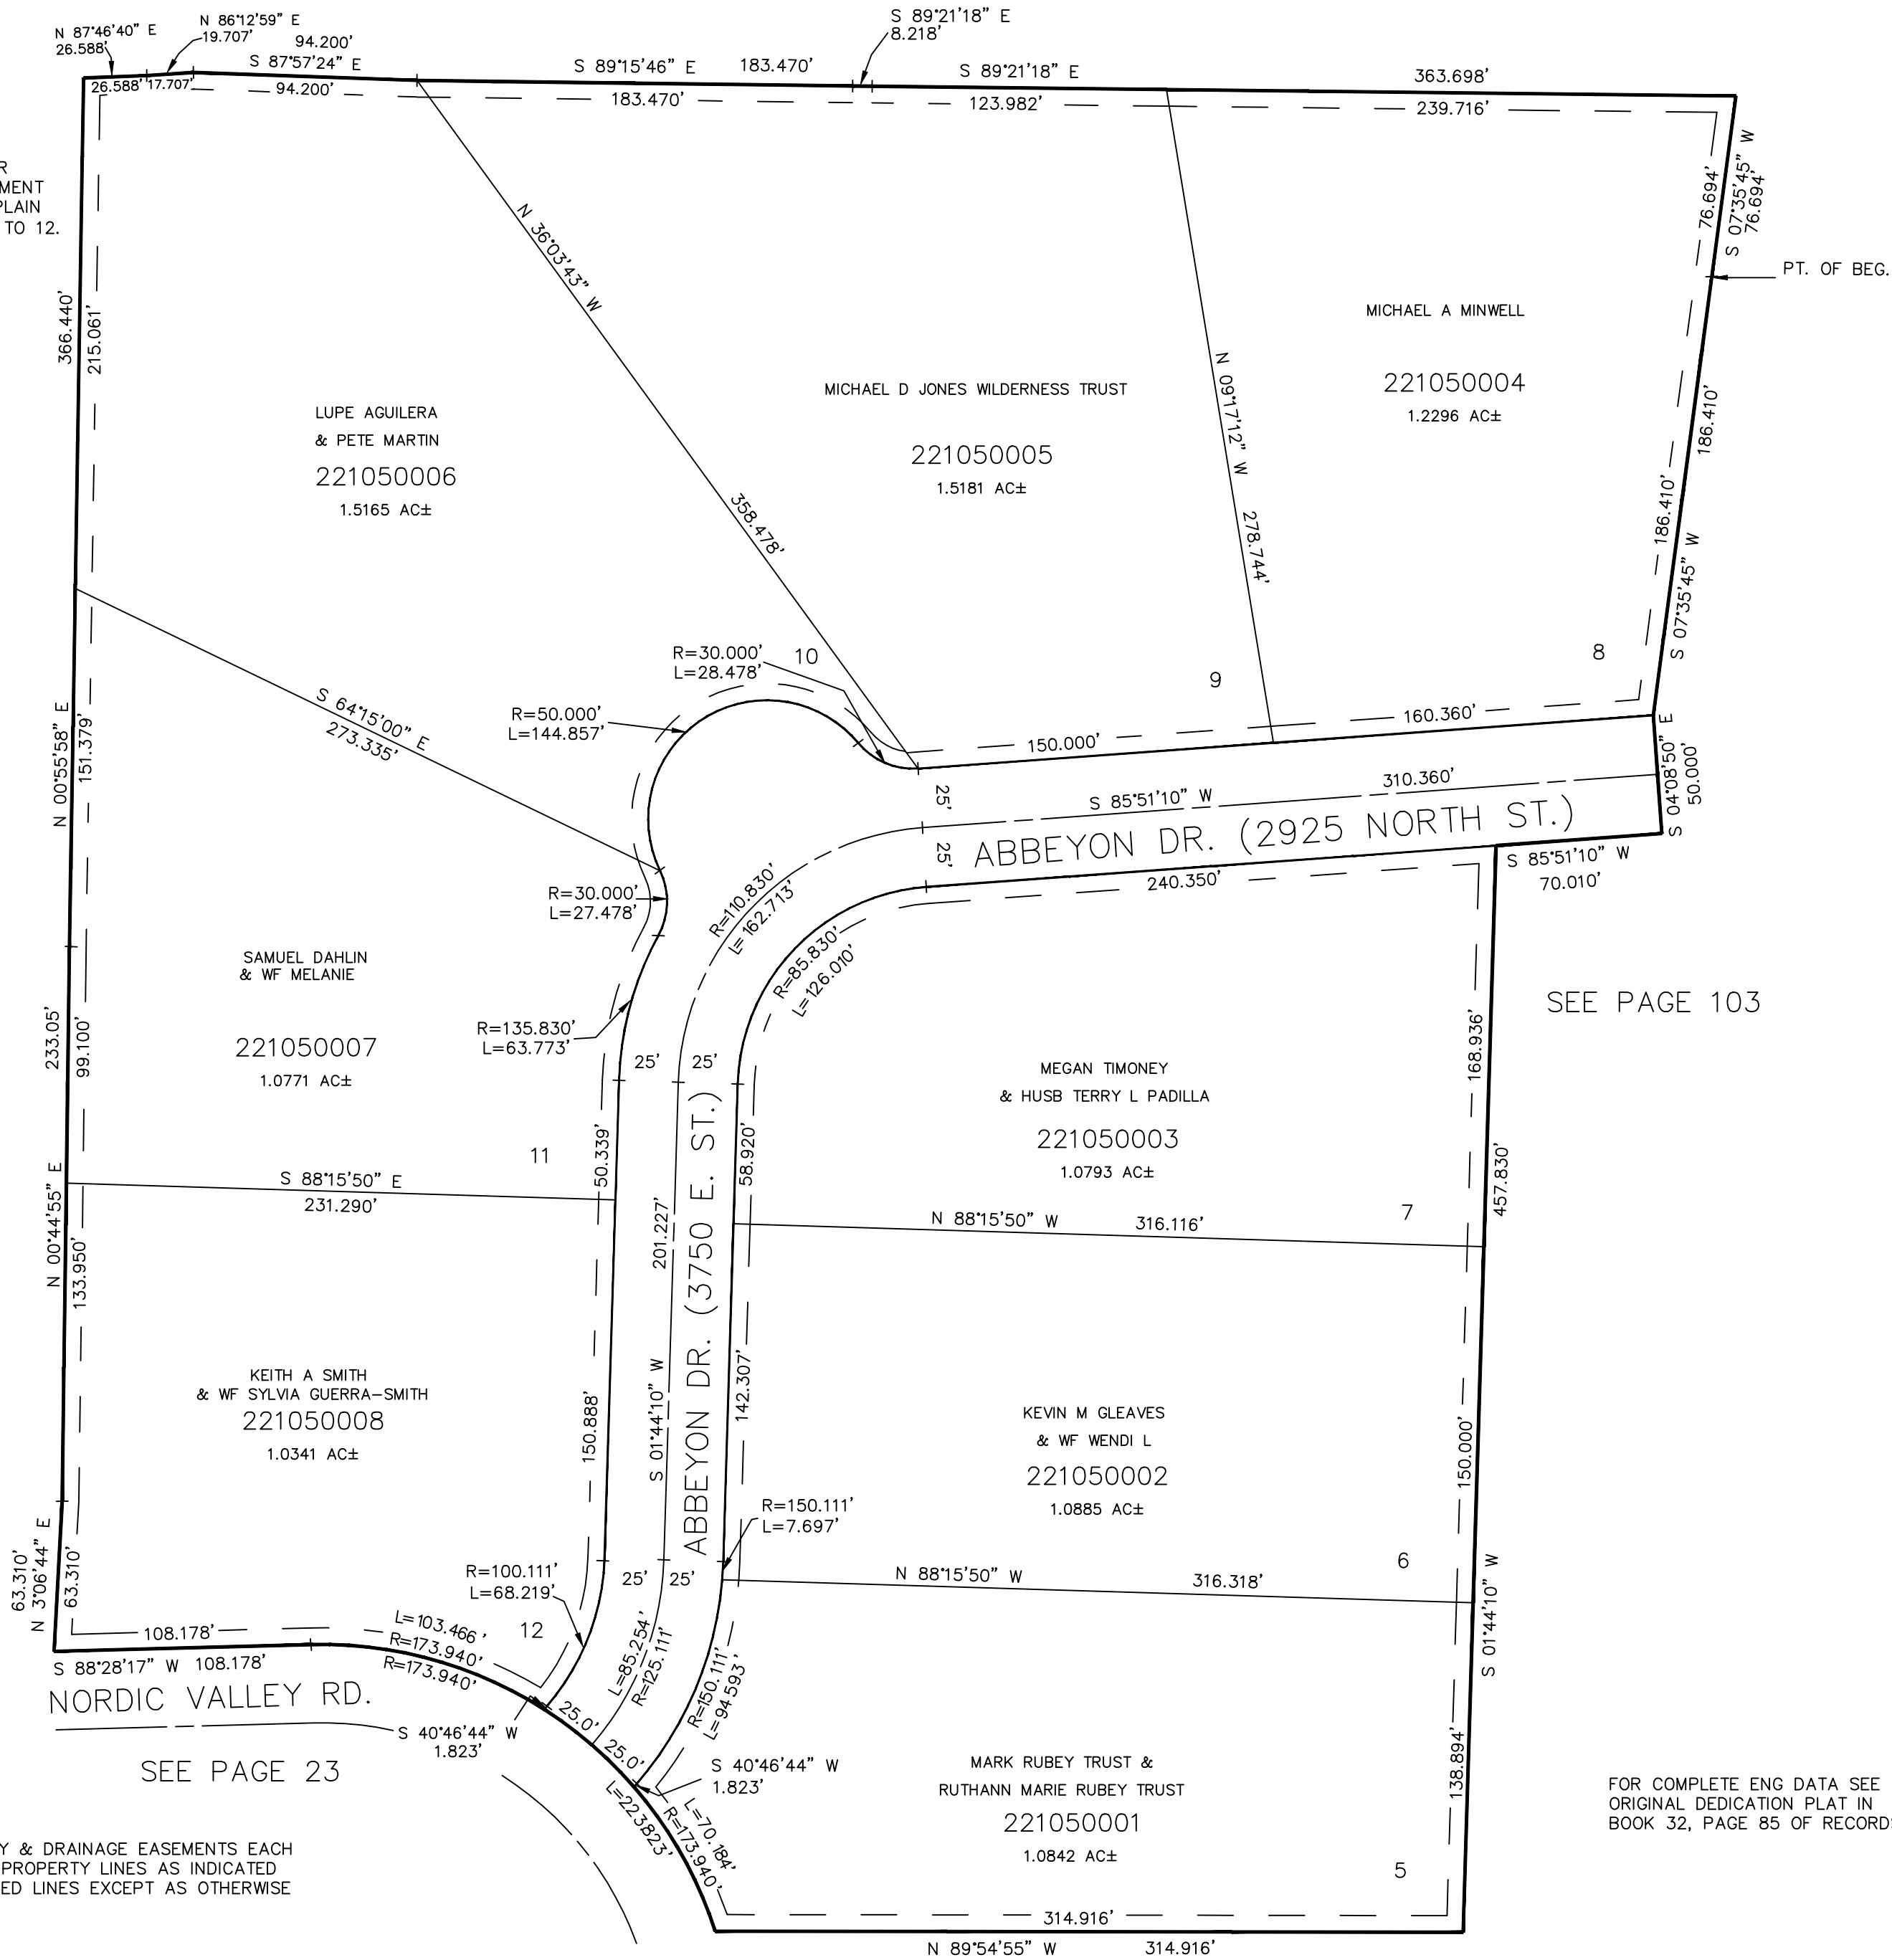 N 87°46'40" E
26.588'
N 86°12'59" E
19.707'
94.200'
S 87°57'24" E
S 89°15'46" E 183.470'
S 89°21'18" E
8.218'
S 89°21'18" E
363.698'
26.588' 17.707'
94.200'
183.470'
123.982'
239.716'
R
MENT
PLAIN
TO 12.
76.694'
S 07°35'45" W
76.694'
PT. OF BEG.
N 36°03'43" W
358.478'
366.440'
215.061'
MICHAEL A MINWELL
221050004
1.2296 AC±
MICHAEL D JONES WILDERNESS TRUST
221050005
1.5181 AC±
LUPE AGUILERA
& PETE MARTIN
221050006
1.5165 AC±
N 09°17'12" W 278.744'
186.410'
186.410'
S 07°35'45" W
R=30.000'
L=28.478'
10
9
8
R=50.000'
L=144.857'
S 64°15'00" E
273.335'
N 00°55'58" E
151.379'
150.000'
160.360'
25'
S 85°51'10" W
310.360'
S 04°08'50" E
50.000'
ABBEYON DR. (2925 NORTH ST.)
25'
S 85°51'10" W
70.010'
240.350'
R=30.000'
L=27.478'
R=110.830'
L=162.713'
R=85.830'
L=126.010'
SAMUEL DAHLIN
& WF MELANIE
221050007
1.0771 AC±
R=135.830'
L=63.773'
233.05'
99.100'
25' 25'
SEE PAGE 103
168.936'
MEGAN TIMONEY
& HUSB TERRY L PADILLA
221050003
1.0793 AC±
11
50.339'
58.920'
457.830'
S 88°15'50" E
231.290'
N 88°15'50" W 316.116'
7
N 00°44'55" E
133.950'
201.227'
S 01°44'10" W
ABBEYON DR. (3750 E. ST.)
142.307'
150.888'
KEITH A SMITH
& WF SYLVIA GUERRA-SMITH
221050008
1.0341 AC±
KEVIN M GLEAVES
& WF WENDI L
221050002
1.0885 AC±
150.000'
R=150.111'
L=7.697'
63.310'
N 3°06'44" E
63.310'
R=100.111'
L=68.219'
25' 25'
N 88°15'50" W 316.318'
6
S 01°44'10" W
12
108.178'
L=103.466'
R=173.940'
R=173.940'
S 88°28'17" W 108.178'
NORDIC VALLEY RD.
L=85.254'
R=125.111'
R=150.111'
L=94.593'
S 40°46'44" W
1.823'
25.0'
25.0'
S 40°46'44" W
1.823'
SEE PAGE 23
L=223.823'
L=70.184'
R=173.940'
MARK RUBEY TRUST &
RUTHANN MARIE RUBEY TRUST
221050001
1.0842 AC±
138.894'
5
FOR COMPLETE ENG DATA SEE
ORIGINAL DEDICATION PLAT IN
BOOK 32, PAGE 85 OF RECORDS
Y & DRAINAGE EASEMENTS EACH
PROPERTY LINES AS INDICATED
ED LINES EXCEPT AS OTHERWISE
314.916'
N 89°54'55" W 314.916'